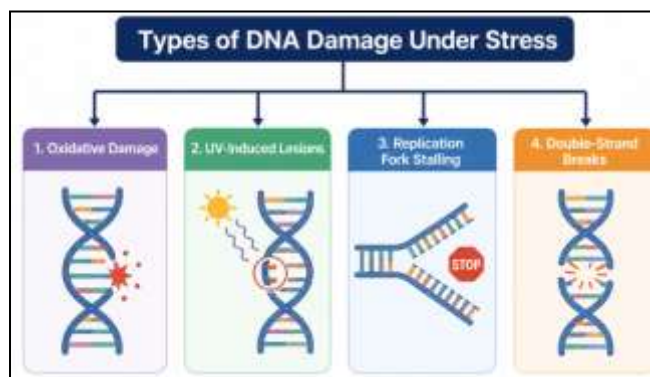 Types of DNA Damage Under Stress
1. Oxidative Damage
2. UV-Induced Lesions
3. Replication
Fork Stalling
4. Double-Strand
Breaks
STOP